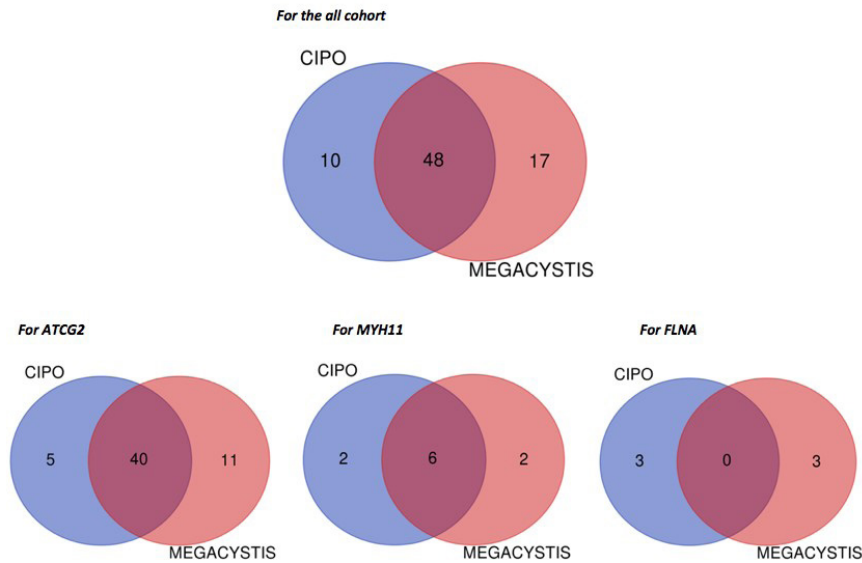 For the all cohort
CIPO
10 48 17
MEGACYSTIS
For ATCG2
CIPO
5 40 11
MEGACYSTIS
For MYH11
CIPO
2 6 2
MEGACYSTIS
For FLNA
CIPO
3 0 3
MEGACYSTIS